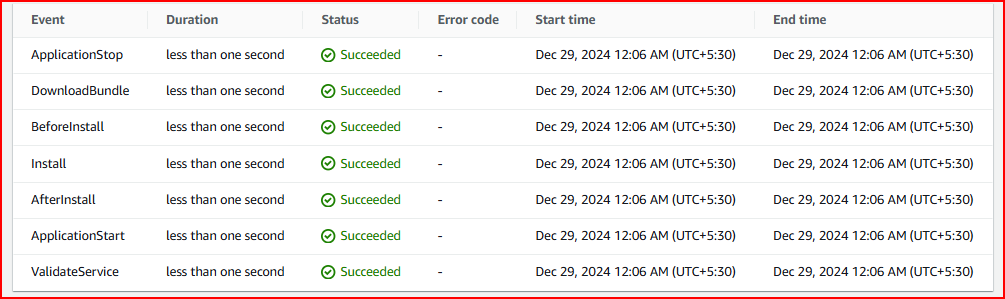 Event Duration Status Error code Start time End time
ApplicationStop less than one second Succeeded - Dec 29, 2024 12:06 AM (UTC+5:30) Dec 29, 2024 12:06 AM (UTC+5:30)
DownloadBundle less than one second Succeeded - Dec 29, 2024 12:06 AM (UTC+5:30) Dec 29, 2024 12:06 AM (UTC+5:30)
BeforeInstall less than one second Succeeded - Dec 29, 2024 12:06 AM (UTC+5:30) Dec 29, 2024 12:06 AM (UTC+5:30)
Install less than one second Succeeded - Dec 29, 2024 12:06 AM (UTC+5:30) Dec 29, 2024 12:06 AM (UTC+5:30)
AfterInstall less than one second Succeeded - Dec 29, 2024 12:06 AM (UTC+5:30) Dec 29, 2024 12:06 AM (UTC+5:30)
ApplicationStart less than one second Succeeded - Dec 29, 2024 12:06 AM (UTC+5:30) Dec 29, 2024 12:06 AM (UTC+5:30)
ValidateService less than one second Succeeded - Dec 29, 2024 12:06 AM (UTC+5:30) Dec 29, 2024 12:06 AM (UTC+5:30)